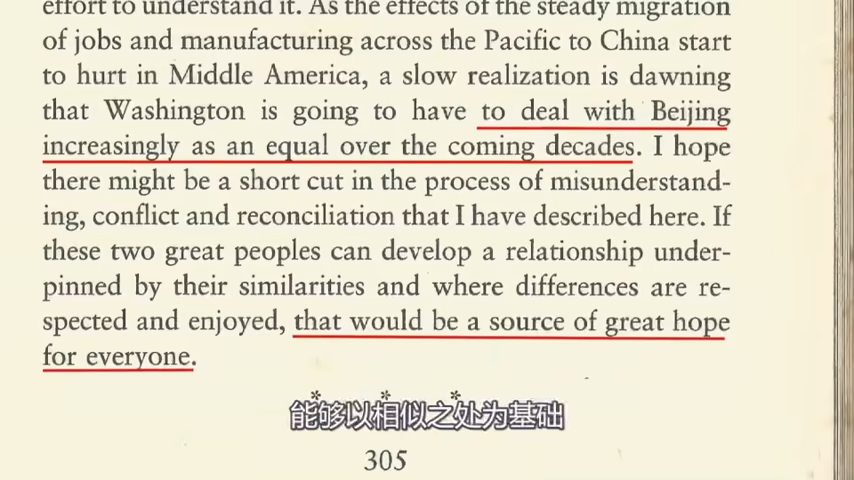 effort to understand it. As the effects of the steady migration
of jobs and manufacturing across the Pacific to China start
to hurt in Middle America, a slow realization is dawning
that Washington is going to have to deal with Beijing
increasingly as an equal over the coming decades. I hope
there might be a short cut in the process of misunderstand-
ing, conflict and reconciliation that I have described here. If
these two great peoples can develop a relationship under-
pinned by their similarities and where differences are re-
spected and enjoyed, that would be a source of great hope
for everyone.
* * *
能够以相似之处为基础
305